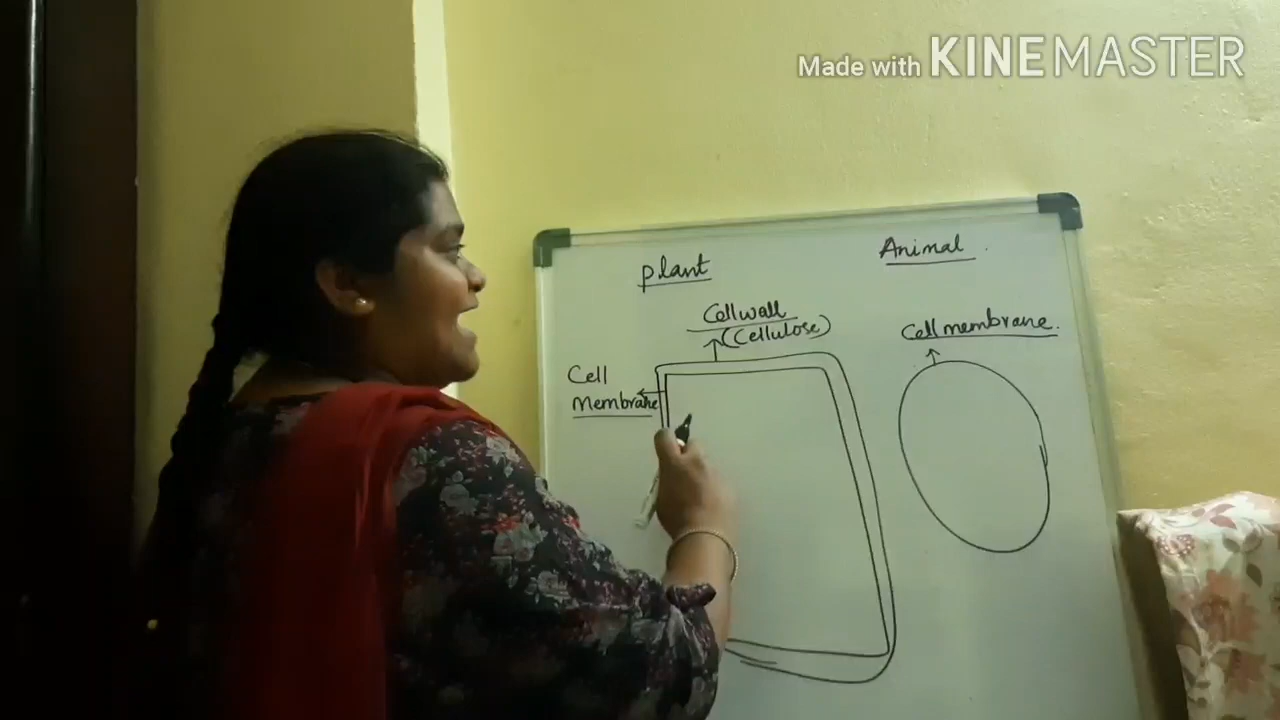 Made with KINEMASTER
plant
Animal
Cell wall
(Cellulose)
Cell membrane.
Cell
Membrane